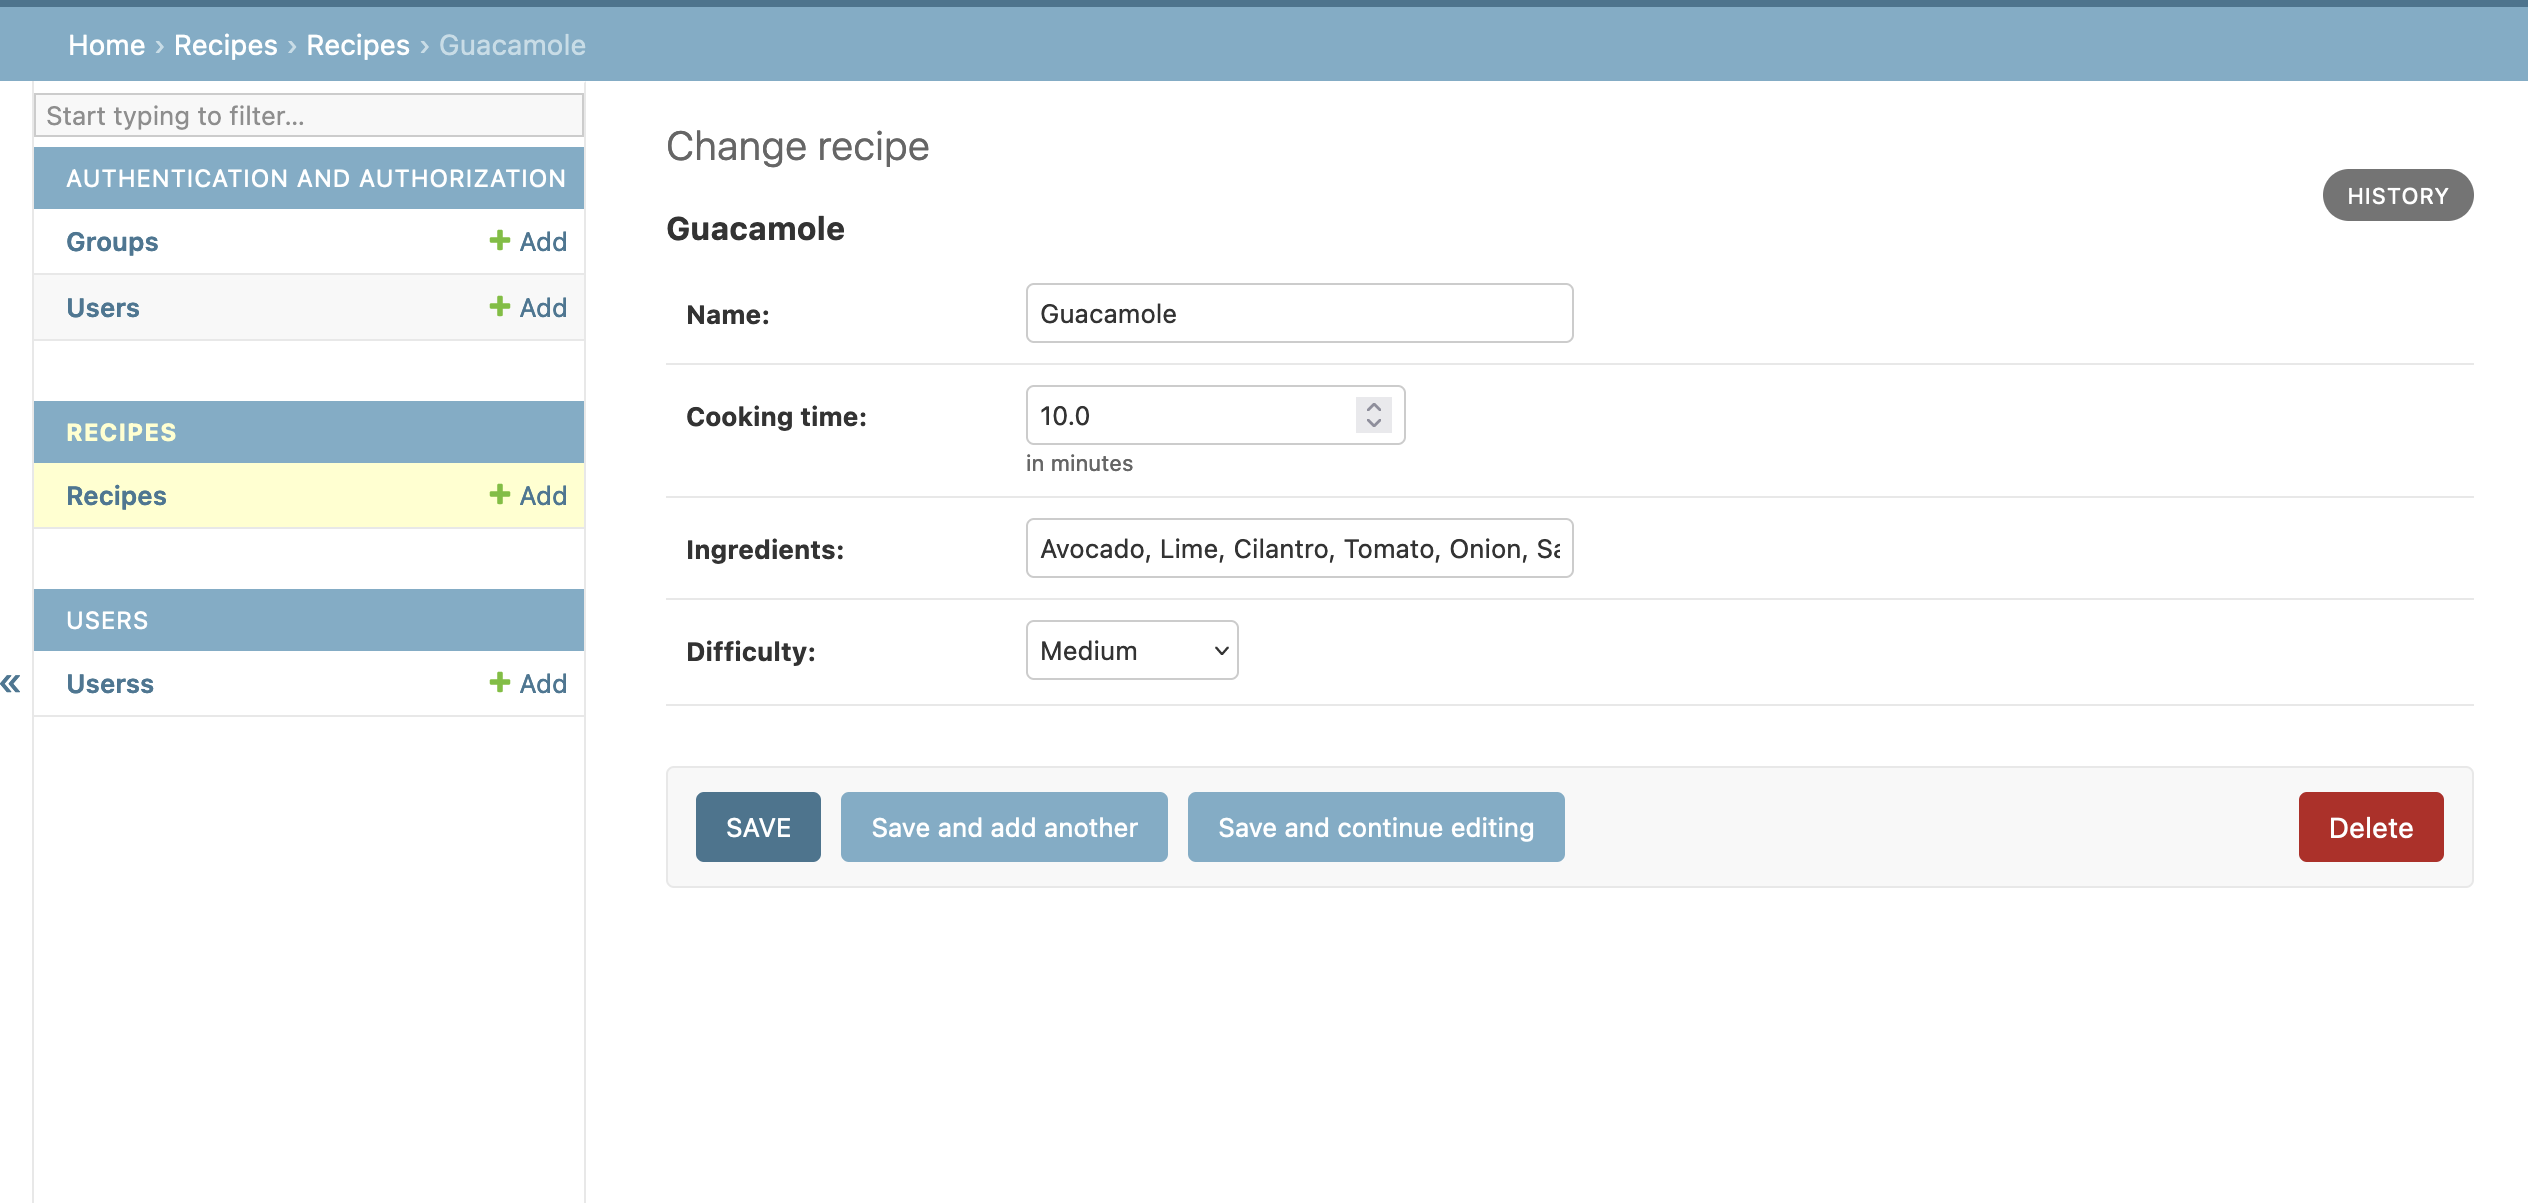 Home › Recipes › Recipes › Guacamole
Start typing to filter...
AUTHENTICATION AND AUTHORIZATION
Groups + Add
Users + Add
RECIPES
Recipes + Add
USERS
Userss + Add
«
Change recipe
HISTORY
Guacamole
Name: Guacamole
Cooking time: 10.0
in minutes
Ingredients: Avocado, Lime, Cilantro, Tomato, Onion,
Difficulty: Medium
SAVE Save and add another Save and continue editing Delete